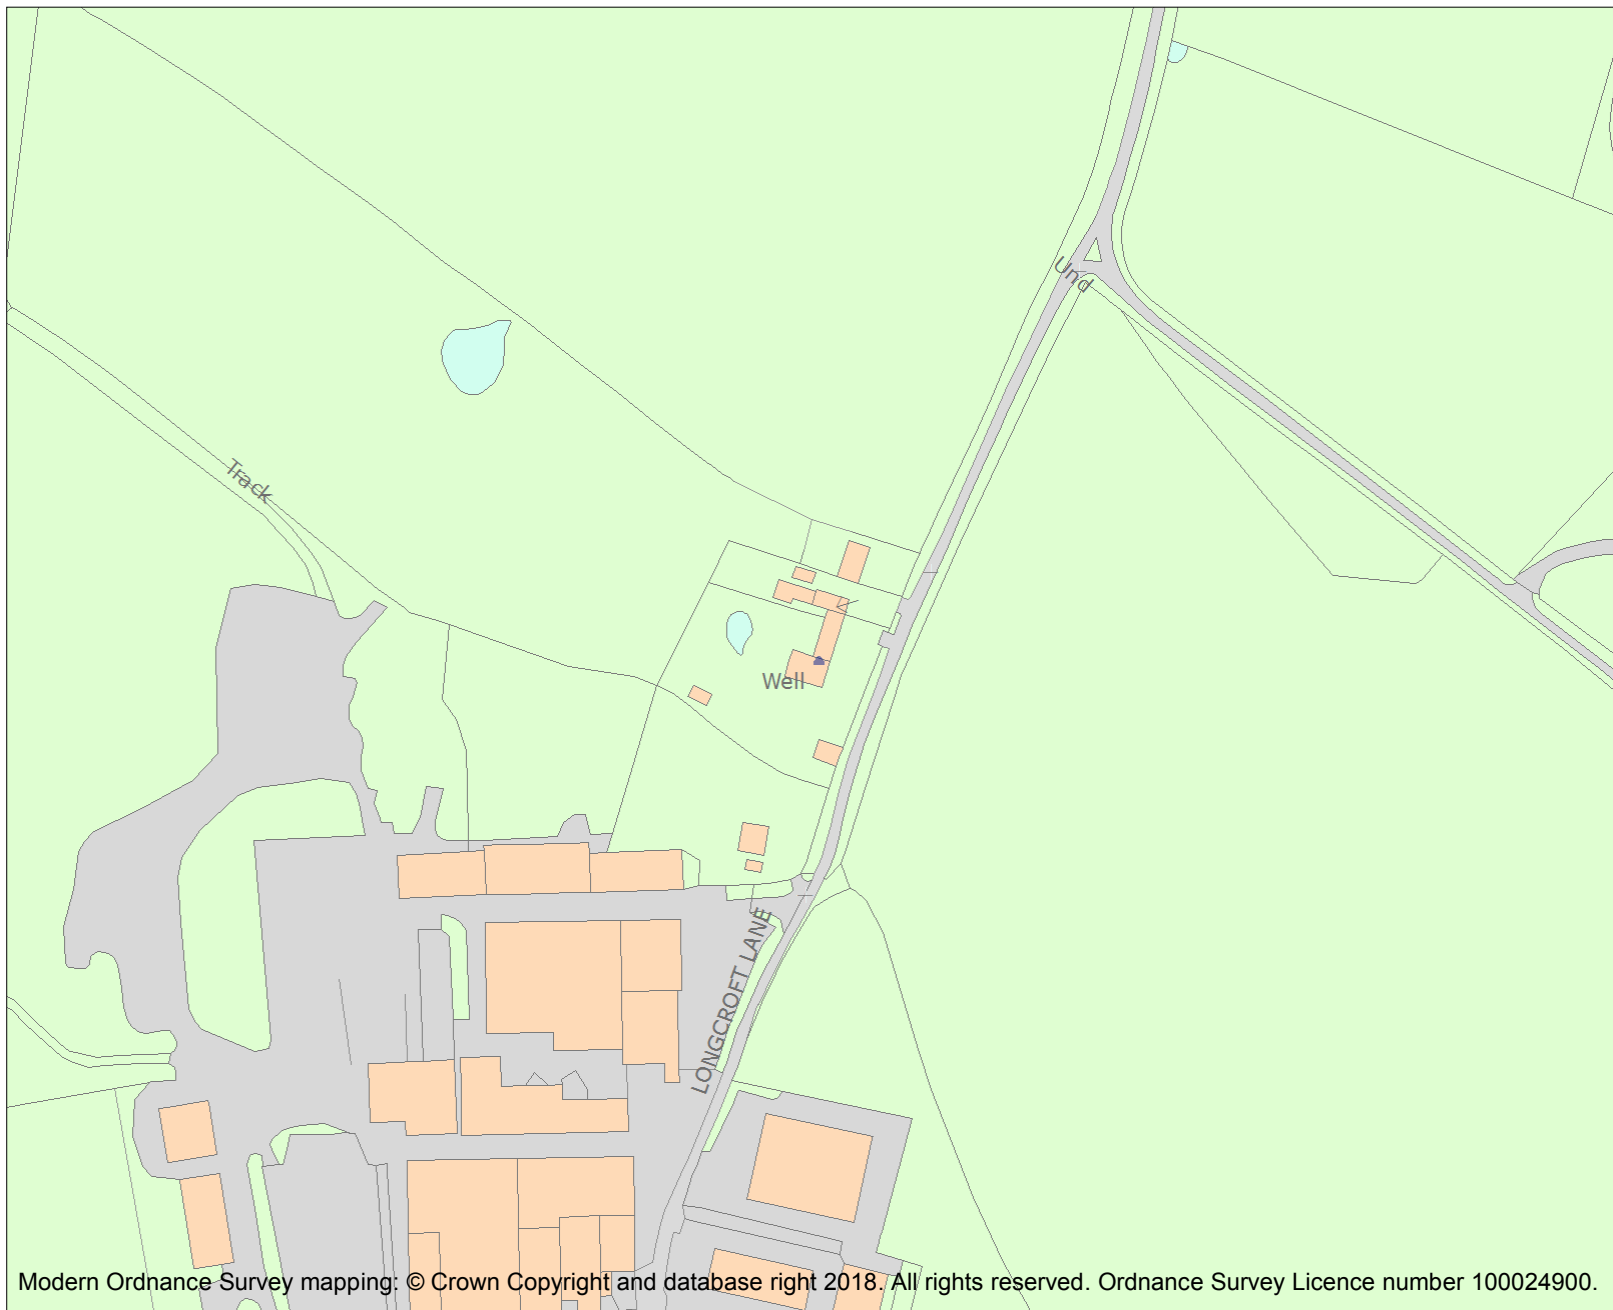 Und
Track
Well
LONGCROFT LANE
Modern Ordnance Survey mapping: © Crown Copyright and database right 2018. All rights reserved. Ordnance Survey Licence number 100024900.